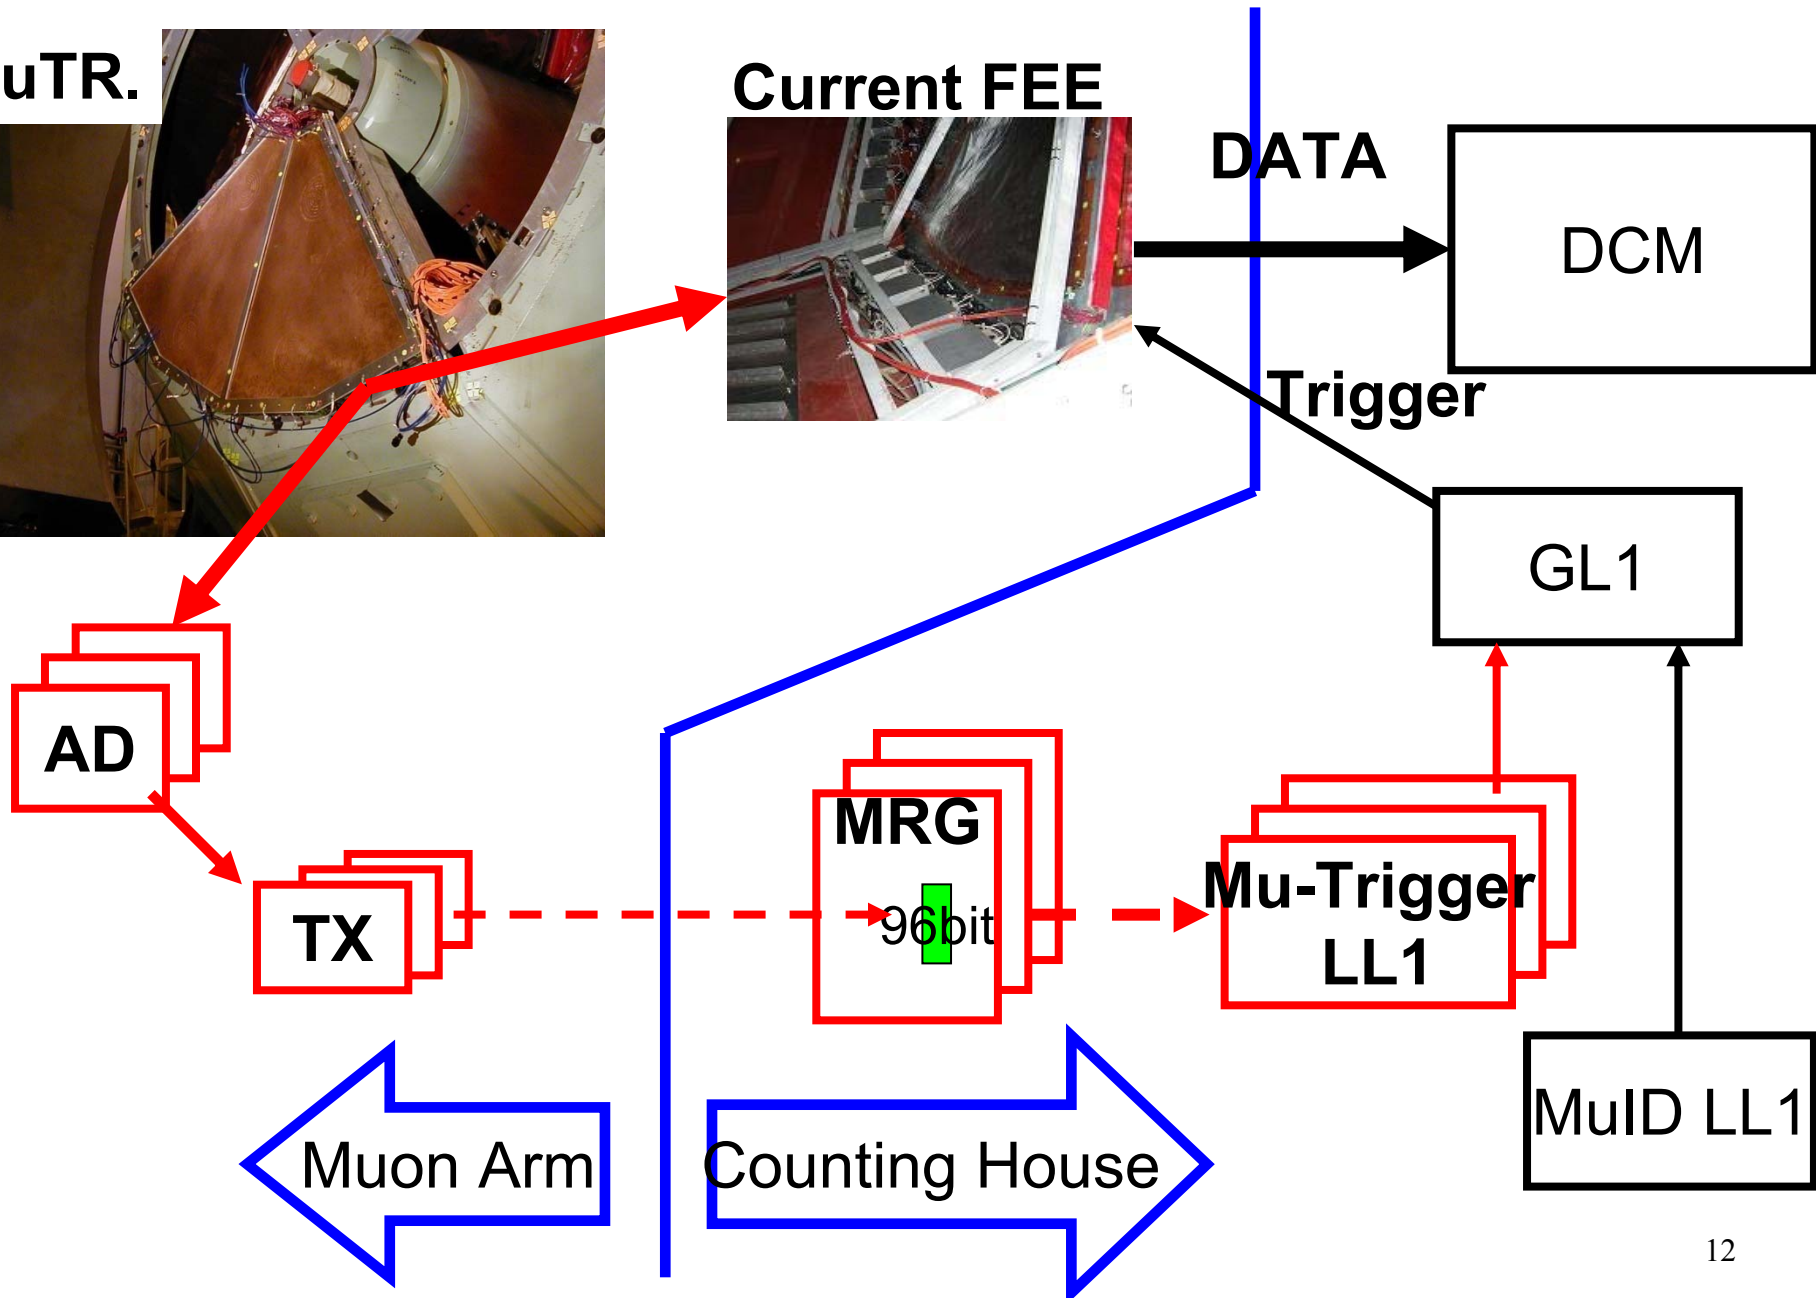 uTR.
Current FEE
DATA
DCM
Trigger
GL1
AD
MRG
96bit
TX
Mu-Trigger
LL1
MuID LL1
Muon Arm
Counting House
12